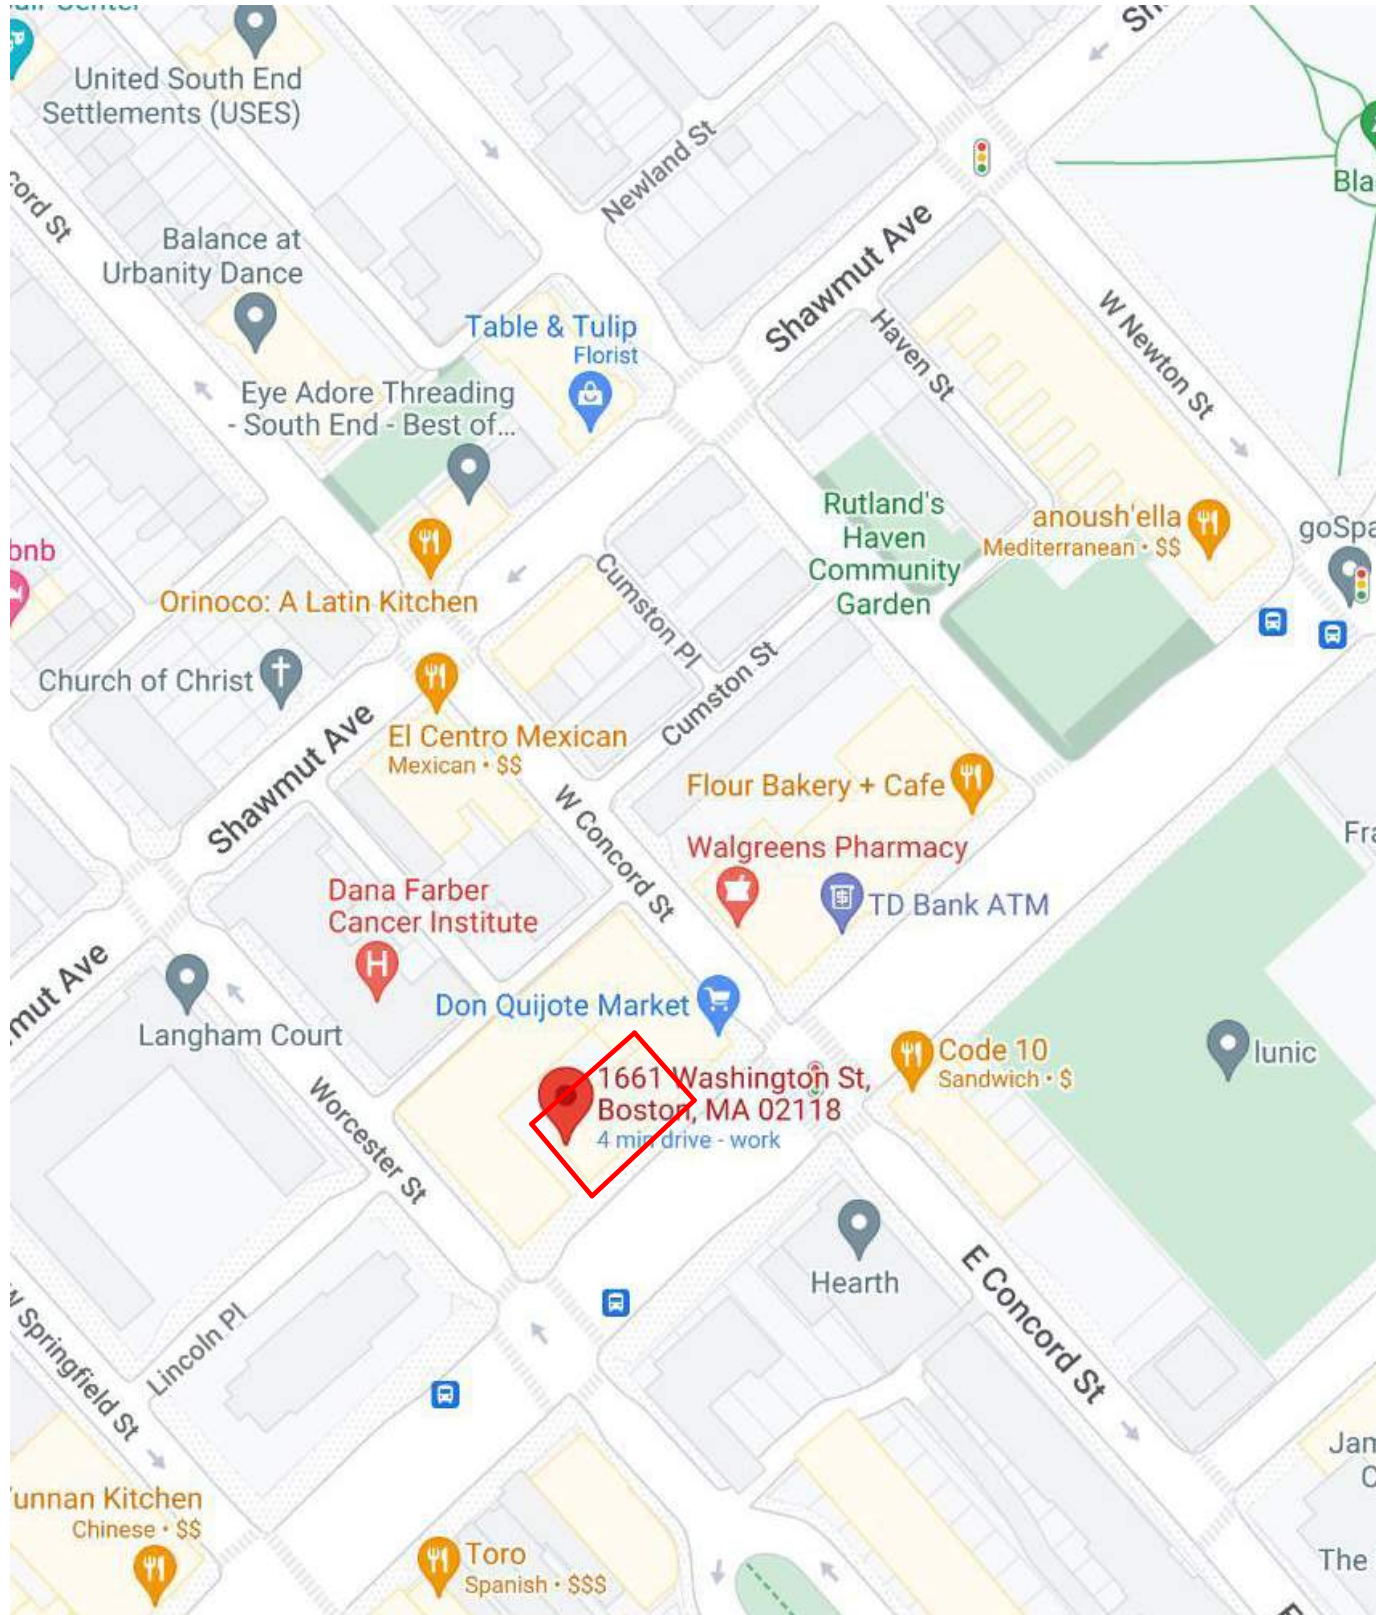 United South End
Settlements (USES)
Newland St
Balance at
Urbanity Dance
Shawmut Ave
W Newton St
Haven St
Table & Tulip
Florist
Eye Adore Threading
- South End - Best of...
Rutland's
Haven
Community
Garden
anoush'ella
Mediterranean • $$
Orinoco: A Latin Kitchen
Cumston Pl
Cumston St
Church of Christ
El Centro Mexican
Mexican • $$
Shawmut Ave
W Concord St
Flour Bakery + Cafe
Walgreens Pharmacy
TD Bank ATM
Dana Farber
Cancer Institute
H
Langham Court
Don Quijote Market
Code 10
Sandwich • $
lunic
1661 Washington St,
Boston, MA 02118
4 min drive - work
Worcester St
Hearth
E Concord St
Lincoln Pl
W Springfield St
unnan Kitchen
Chinese • $$
Toro
Spanish • $$$
The